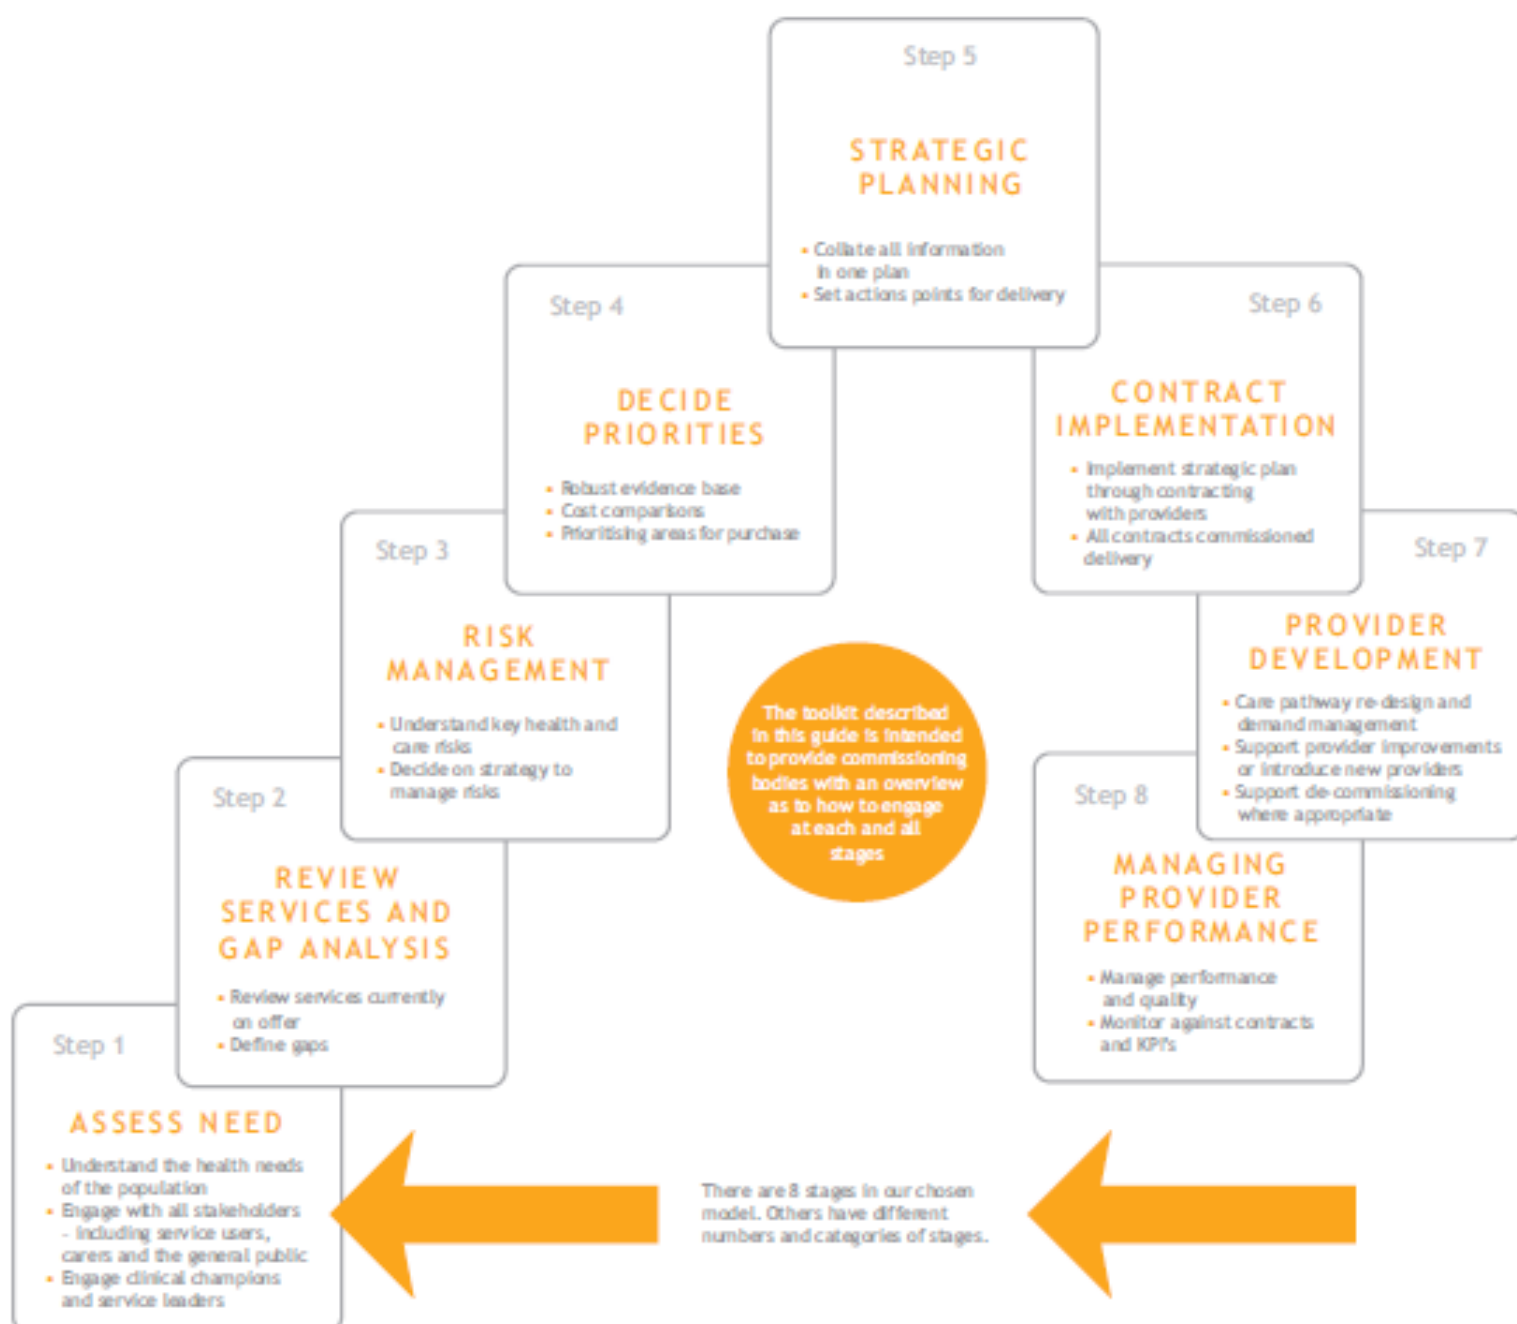 Step 5
STRATEGIC
PLANNING
• Collate all information
in one plan
• Set actions points for delivery
Step 4
DECIDE
PRIORITIES
• Robust evidence base
• Cost comparisons
• Prioritising areas for purchase
Step 6
CONTRACT
IMPLEMENTATION
• Implement strategic plan
through contracting
with providers
• All contracts commissioned
delivery
Step 3
RISK
MANAGEMENT
• Understand key health and
care risks
• Decide on strategy to
manage risks
Step 7
PROVIDER
DEVELOPMENT
• Care pathway re-design and
demand management
• Support provider improvements
or introduce new providers
• Support de-commissioning
where appropriate
The toolkit described
in this guide is intended
to provide commissioning
bodies with an overview
as to how to engage
at each and all
stages
Step 2
REVIEW
SERVICES AND
GAP ANALYSIS
• Review services currently
on offer
• Define gaps
Step 8
MANAGING
PROVIDER
PERFORMANCE
• Manage performance
and quality
• Monitor against contracts
and KPI's
Step 1
ASSESS NEED
• Understand the health needs
of the population
• Engage with all stakeholders
- including service users,
carers and the general public
• Engage clinical champions
and service leaders
There are 8 stages in our chosen
model. Others have different
numbers and categories of stages.